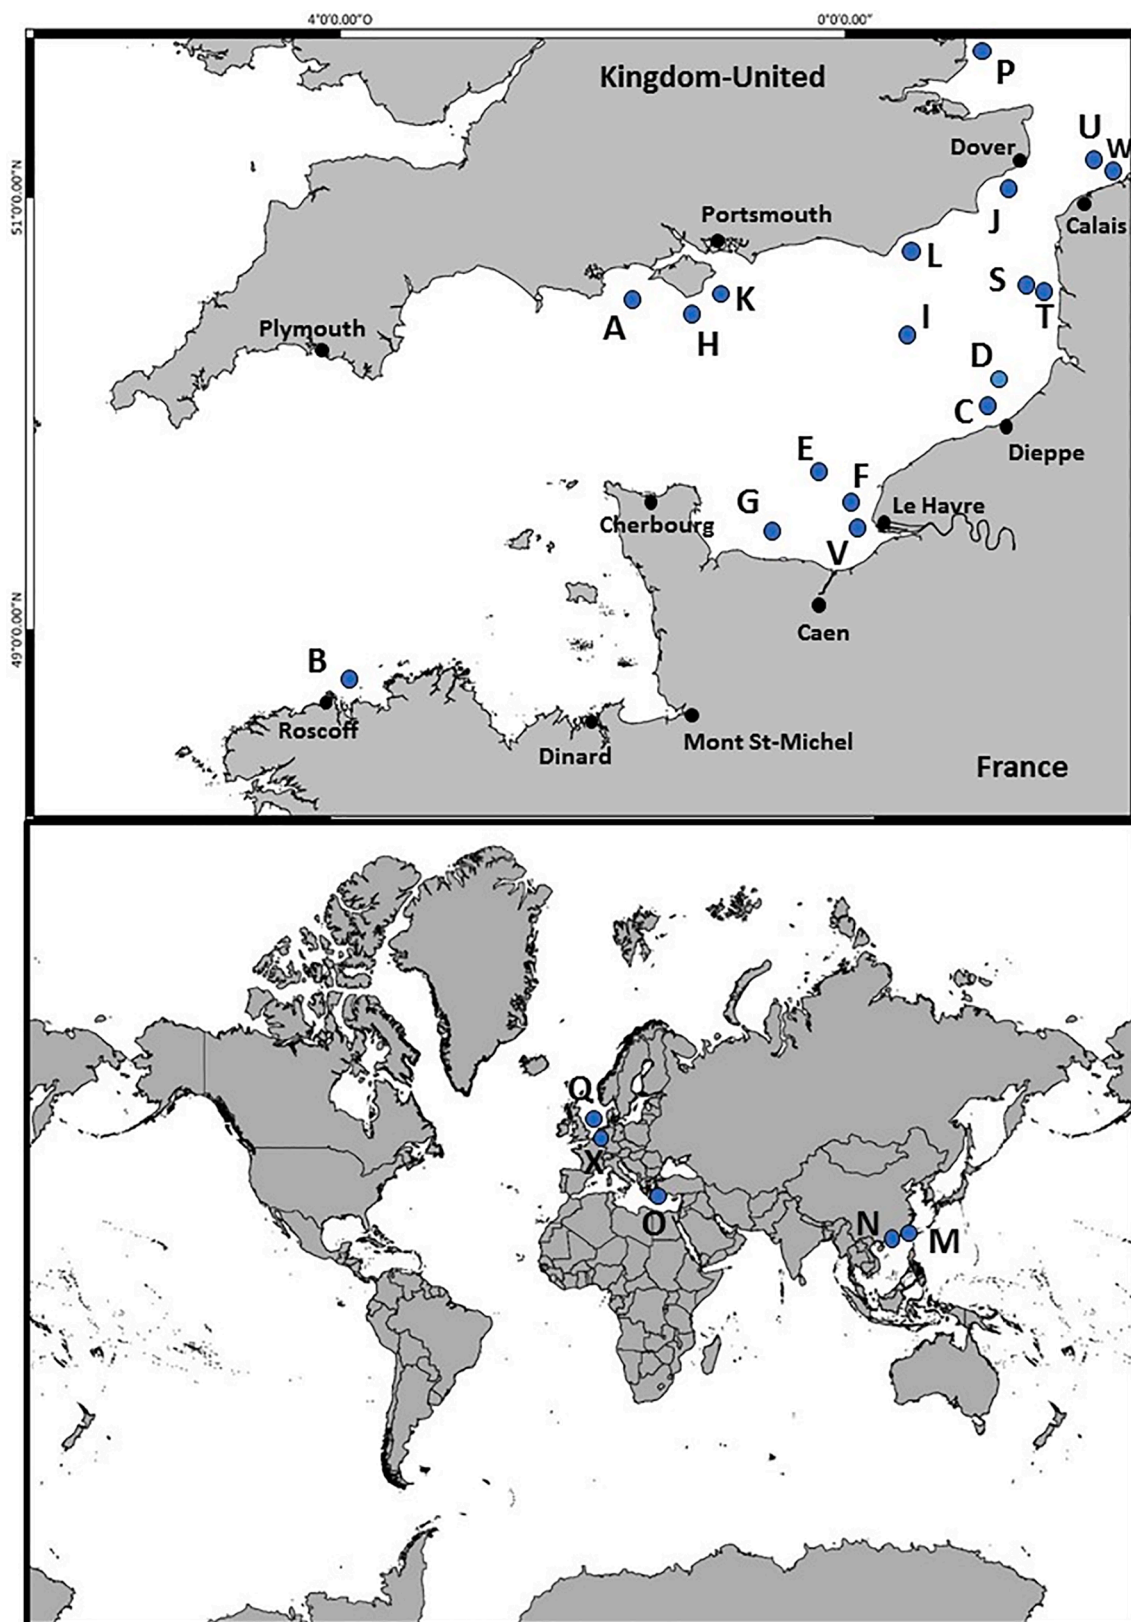 4°0'0.00"O
0°0'0.00"
Kingdom-United
P
Dover
U
W
51°0'0.00"N
Portsmouth
J
Calais
L
S
T
K
A
H
I
Plymouth
D
C
Dieppe
E
F
G
Le Havre
Cherbourg
V
Caen
49°0'0.00"N
B
Roscoff
Dinard
Mont St-Michel
France
Q
X
O
N
M